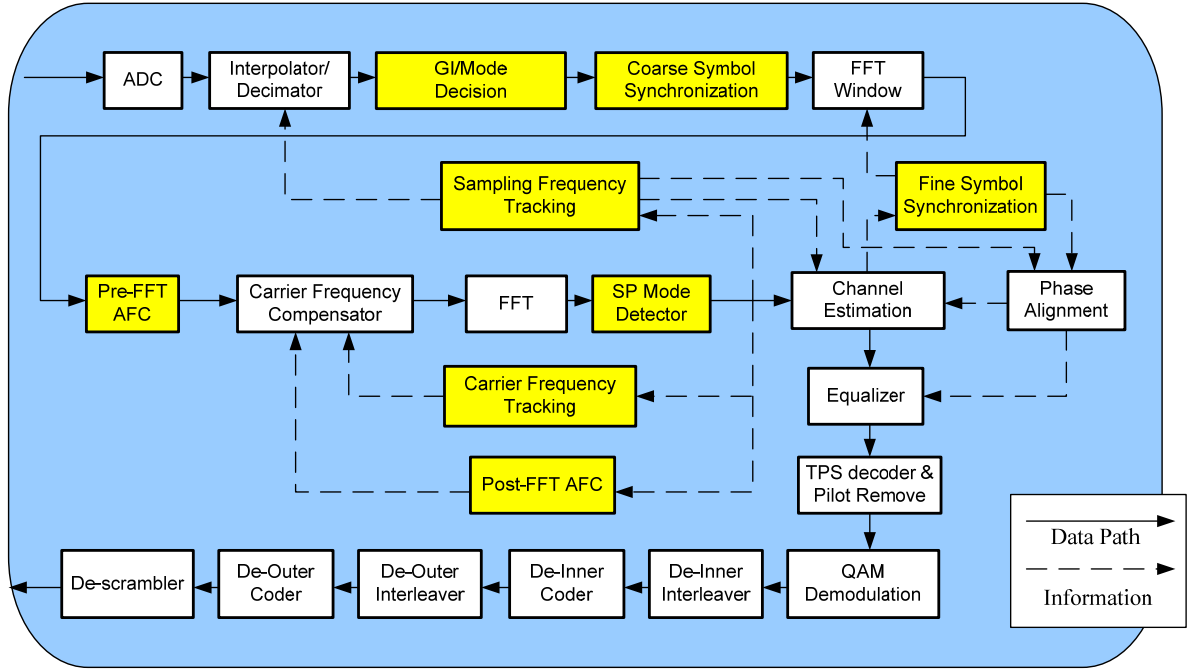 ADC
Interpolator/
Decimator
GI/Mode
Decision
Coarse Symbol
Synchronization
FFT
Window
Sampling Frequency
Tracking
Fine Symbol
Synchronization
Pre-FFT
AFC
Carrier Frequency
Compensator
FFT
SP Mode
Detector
Channel
Estimation
Phase
Alignment
Carrier Frequency
Tracking
Equalizer
Post-FFT AFC
TPS decoder &
Pilot Remove
De-scrambler
De-Outer
Coder
De-Outer
Interleaver
De-Inner
Coder
De-Inner
Interleaver
QAM
Demodulation
Data Path
Information